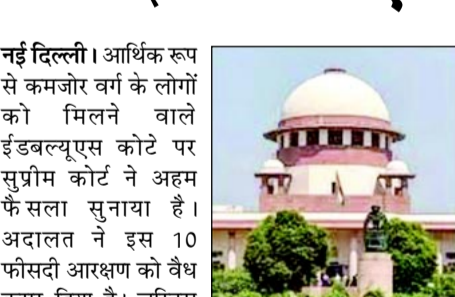 नई दिल्ली। आर्थिक रूप
से कमजोर वर्ग के लोगों
को मिलने वाले
ईडबल्यूएस कोटे पर
सुप्रीम कोर्ट ने अहम
फैसला सुनाया है।
अदालत ने इस 10
फीसदी आरक्षण को वैध